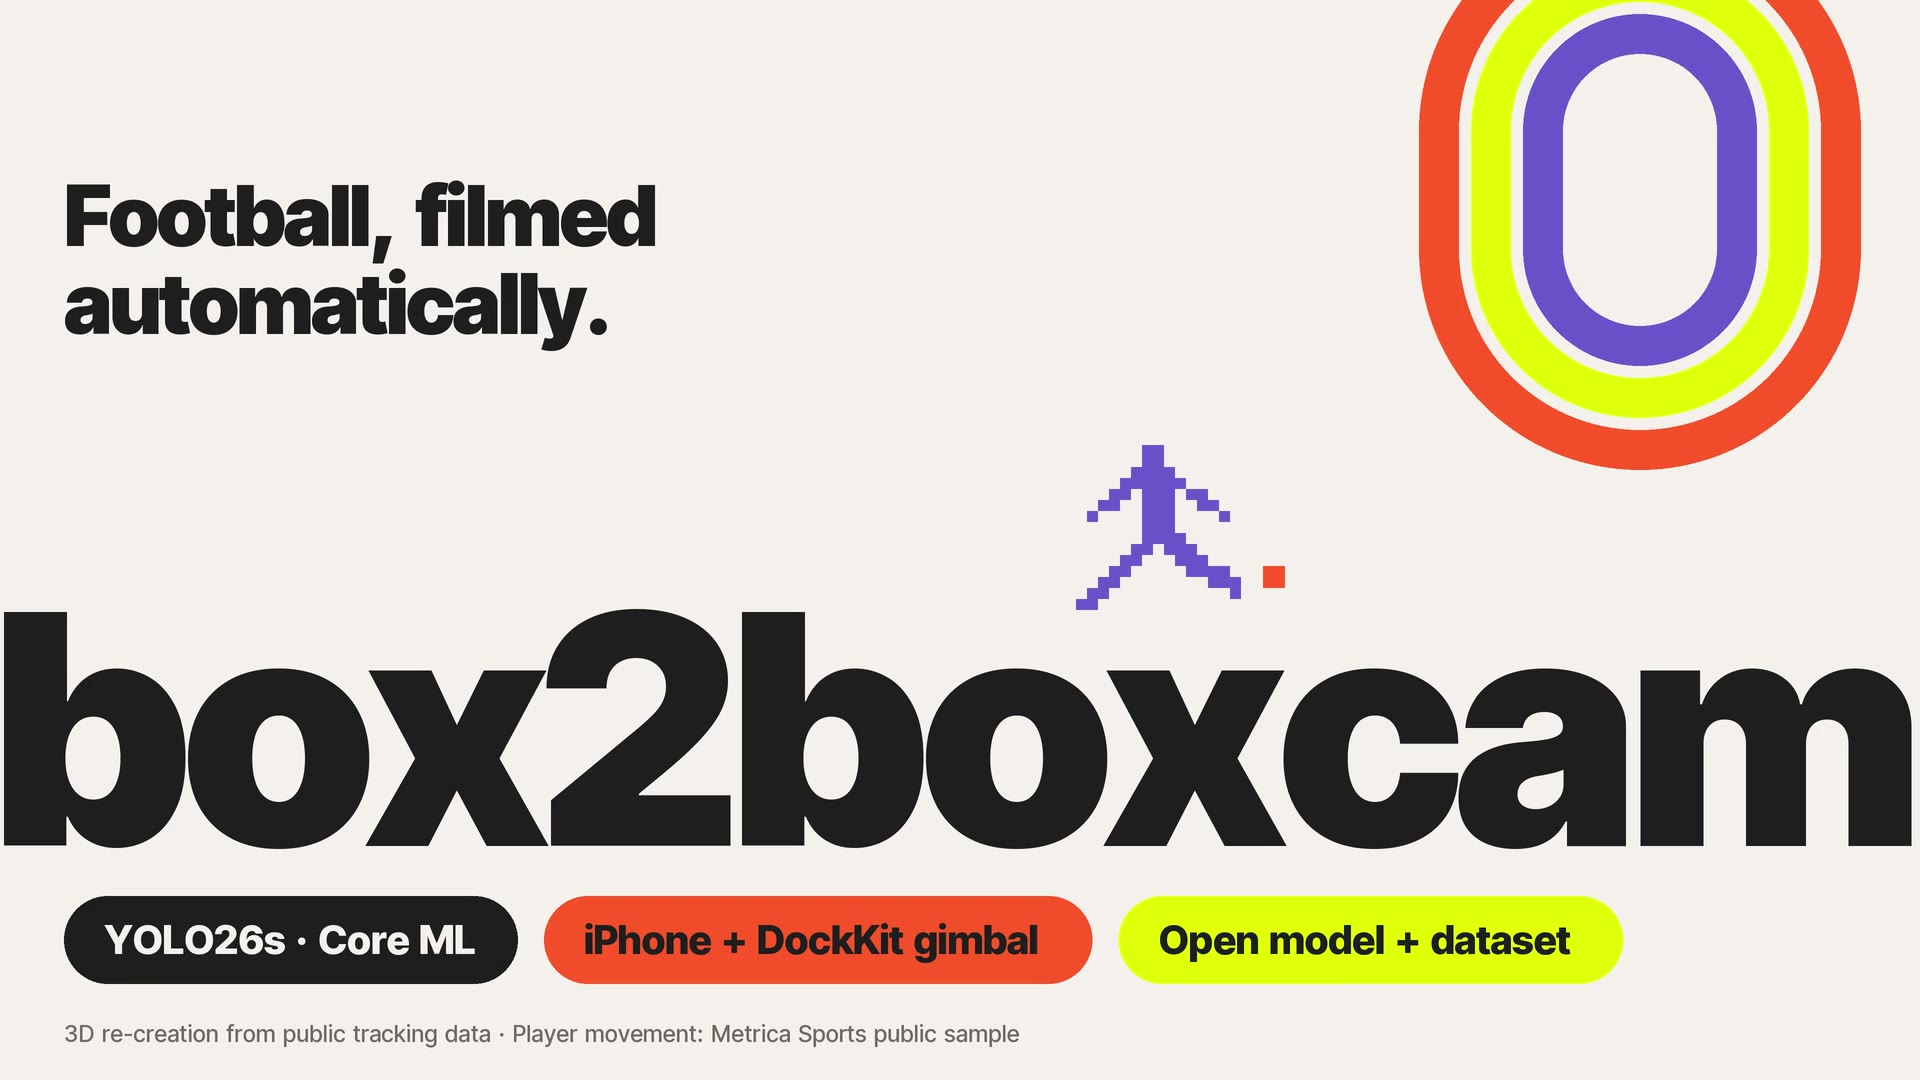 Football, filmed
automatically.
box2boxcam
YOLO26s · Core ML
iPhone + DockKit gimbal
Open model + dataset
3D re-creation from public tracking data · Player movement: Metrica Sports public sample